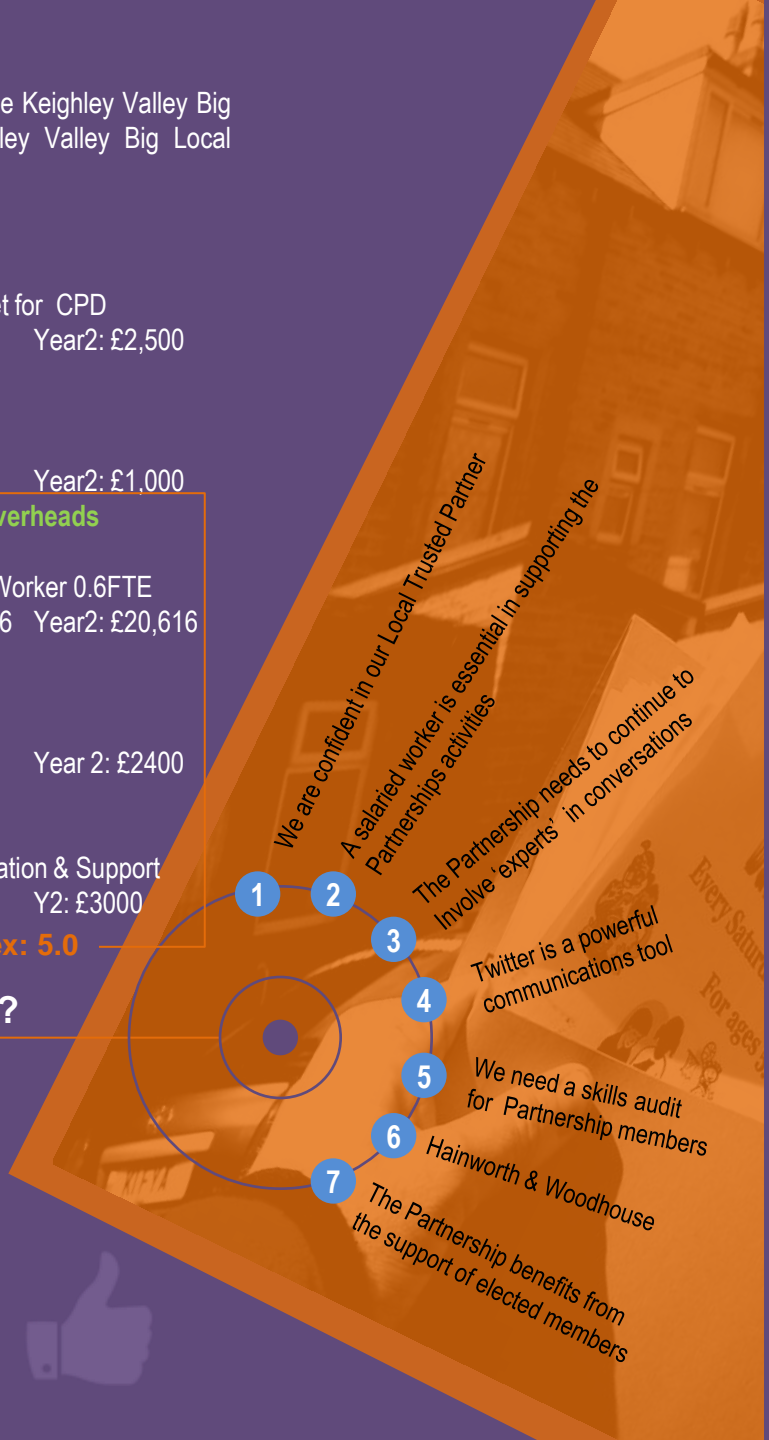 e Keighley Valley Big
ley Valley Big Local
et for CPD
Year2: £2,500
Year2: £1,000
verheads
Worker 0.6FTE
6 Year2: £20,616
Year 2: £2400
ation & Support
Y2: £3000
ex: 5.0
?
1
We are confident in our Local Trusted Partner
2
A salaried worker is essential in supporting the
Partnerships activities
3
The Partnership needs to continue to
Involve 'experts' in conversations
4
Twitter is a powerful
communications tool
5
We need a skills audit
for Partnership members
6
Hainworth & Woodhouse
7
The Partnership benefits from
the support of elected members
Every Saturd
For ages 5